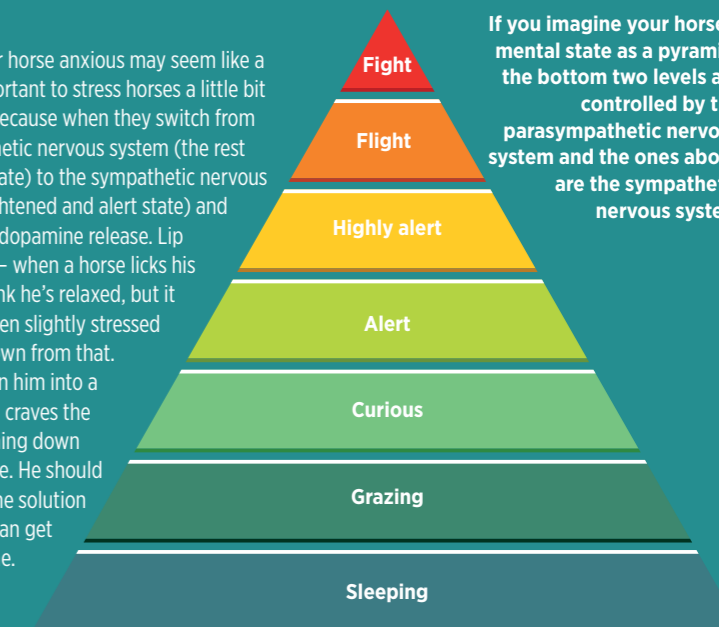 r horse anxious may seem like a
ortant to stress horses a little bit
because when they switch from
hetic nervous system (the rest
ate) to the sympathetic nervous
ghtened and alert state) and
dopamine release. Lip
– when a horse licks his
nk he's relaxed, but it
en slightly stressed
wn from that.
n him into a
craves the
ing down
e. He should
he solution
an get
e.
If you imagine your horse
mental state as a pyrami
the bottom two levels a
controlled by t
parasympathetic nervo
system and the ones abo
are the sympathet
nervous syste
Fight
Flight
Highly alert
Alert
Curious
Grazing
Sleeping